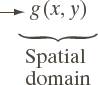 g(x, y)
Spatial
domain